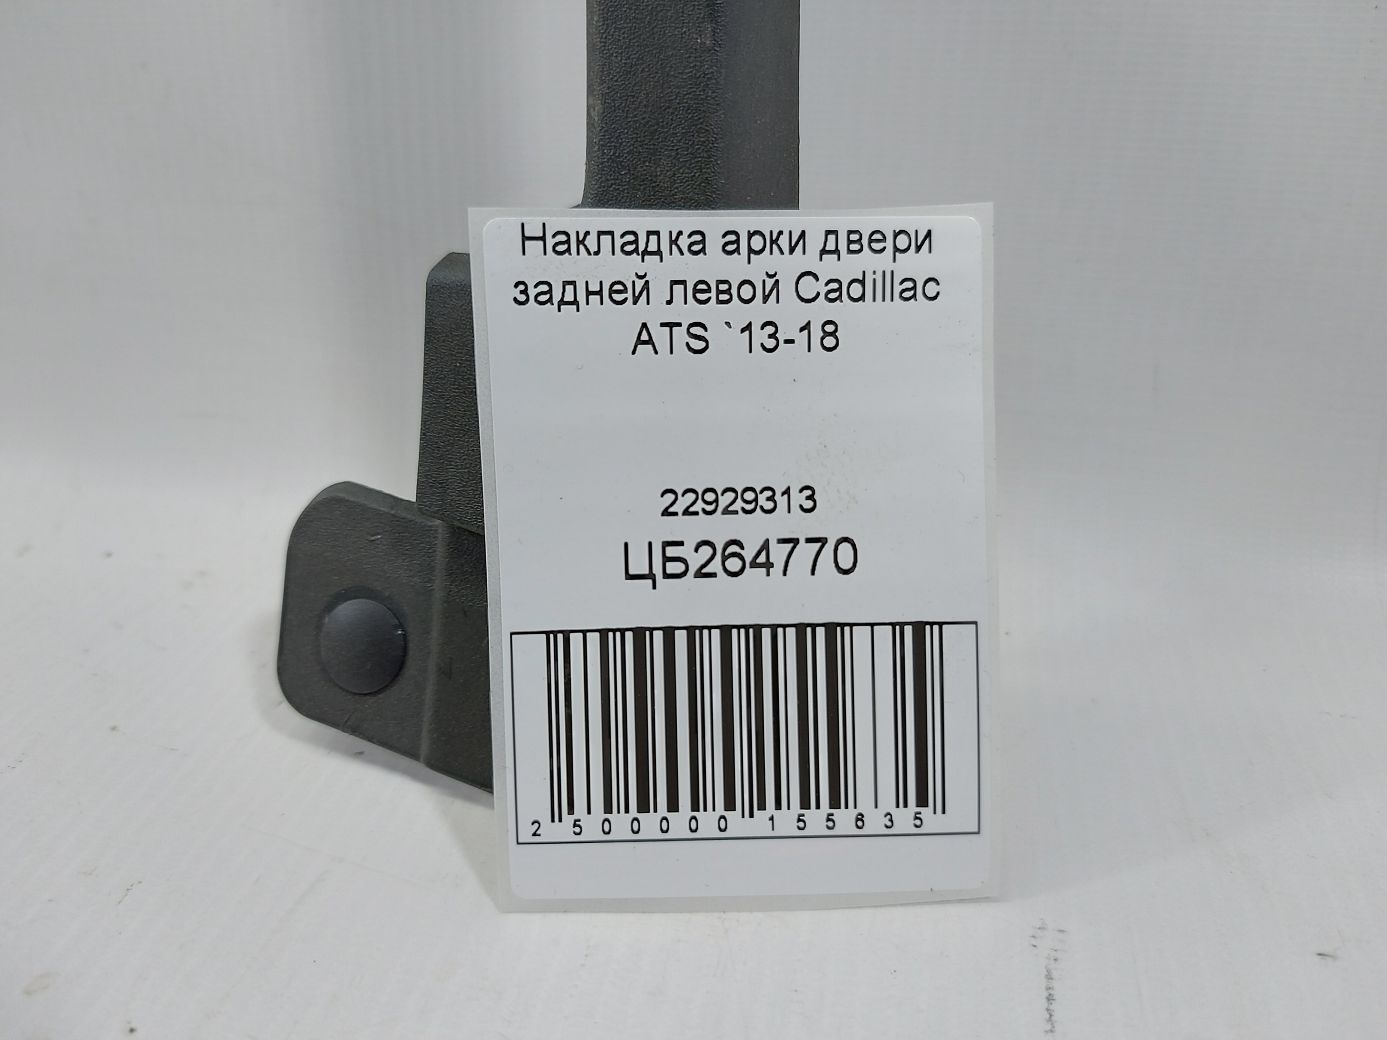 Накладка арки двери
задней левой Cadillac
ATS `13-18
22929313
ЦБ264770
2 500000 155635